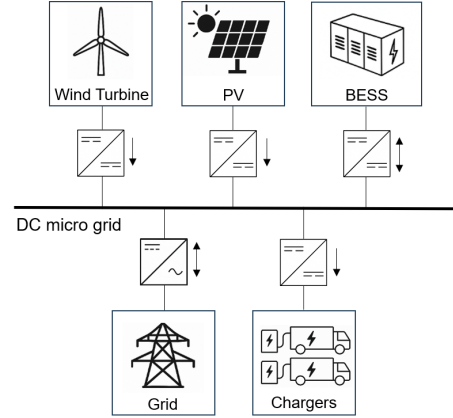 Wind Turbine
PV
BESS
DC micro grid
Grid
Chargers